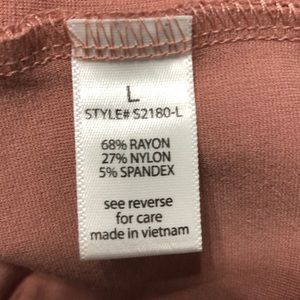 L
STYLE# S2180-L
68% RAYON
27% NYLON
5% SPANDEX
see reverse
for care
made in vietnam